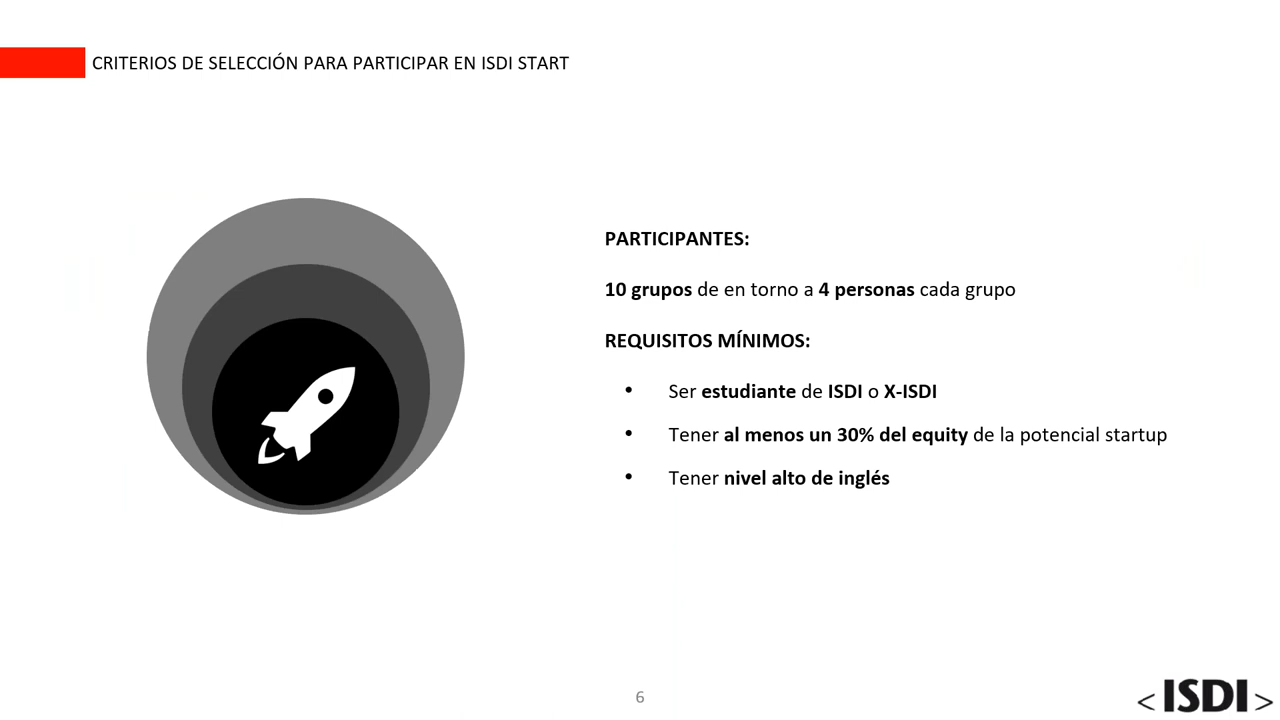 CRITERIOS DE SELECCIÓN PARA PARTICIPAR EN ISDI START
PARTICIPANTES:
10 grupos de en torno a 4 personas cada grupo
REQUISITOS MÍNIMOS:
• Ser estudiante de ISDI o X-ISDI
• Tener al menos un 30% del equity de la potencial startup
• Tener nivel alto de inglés
6
<ISDI>